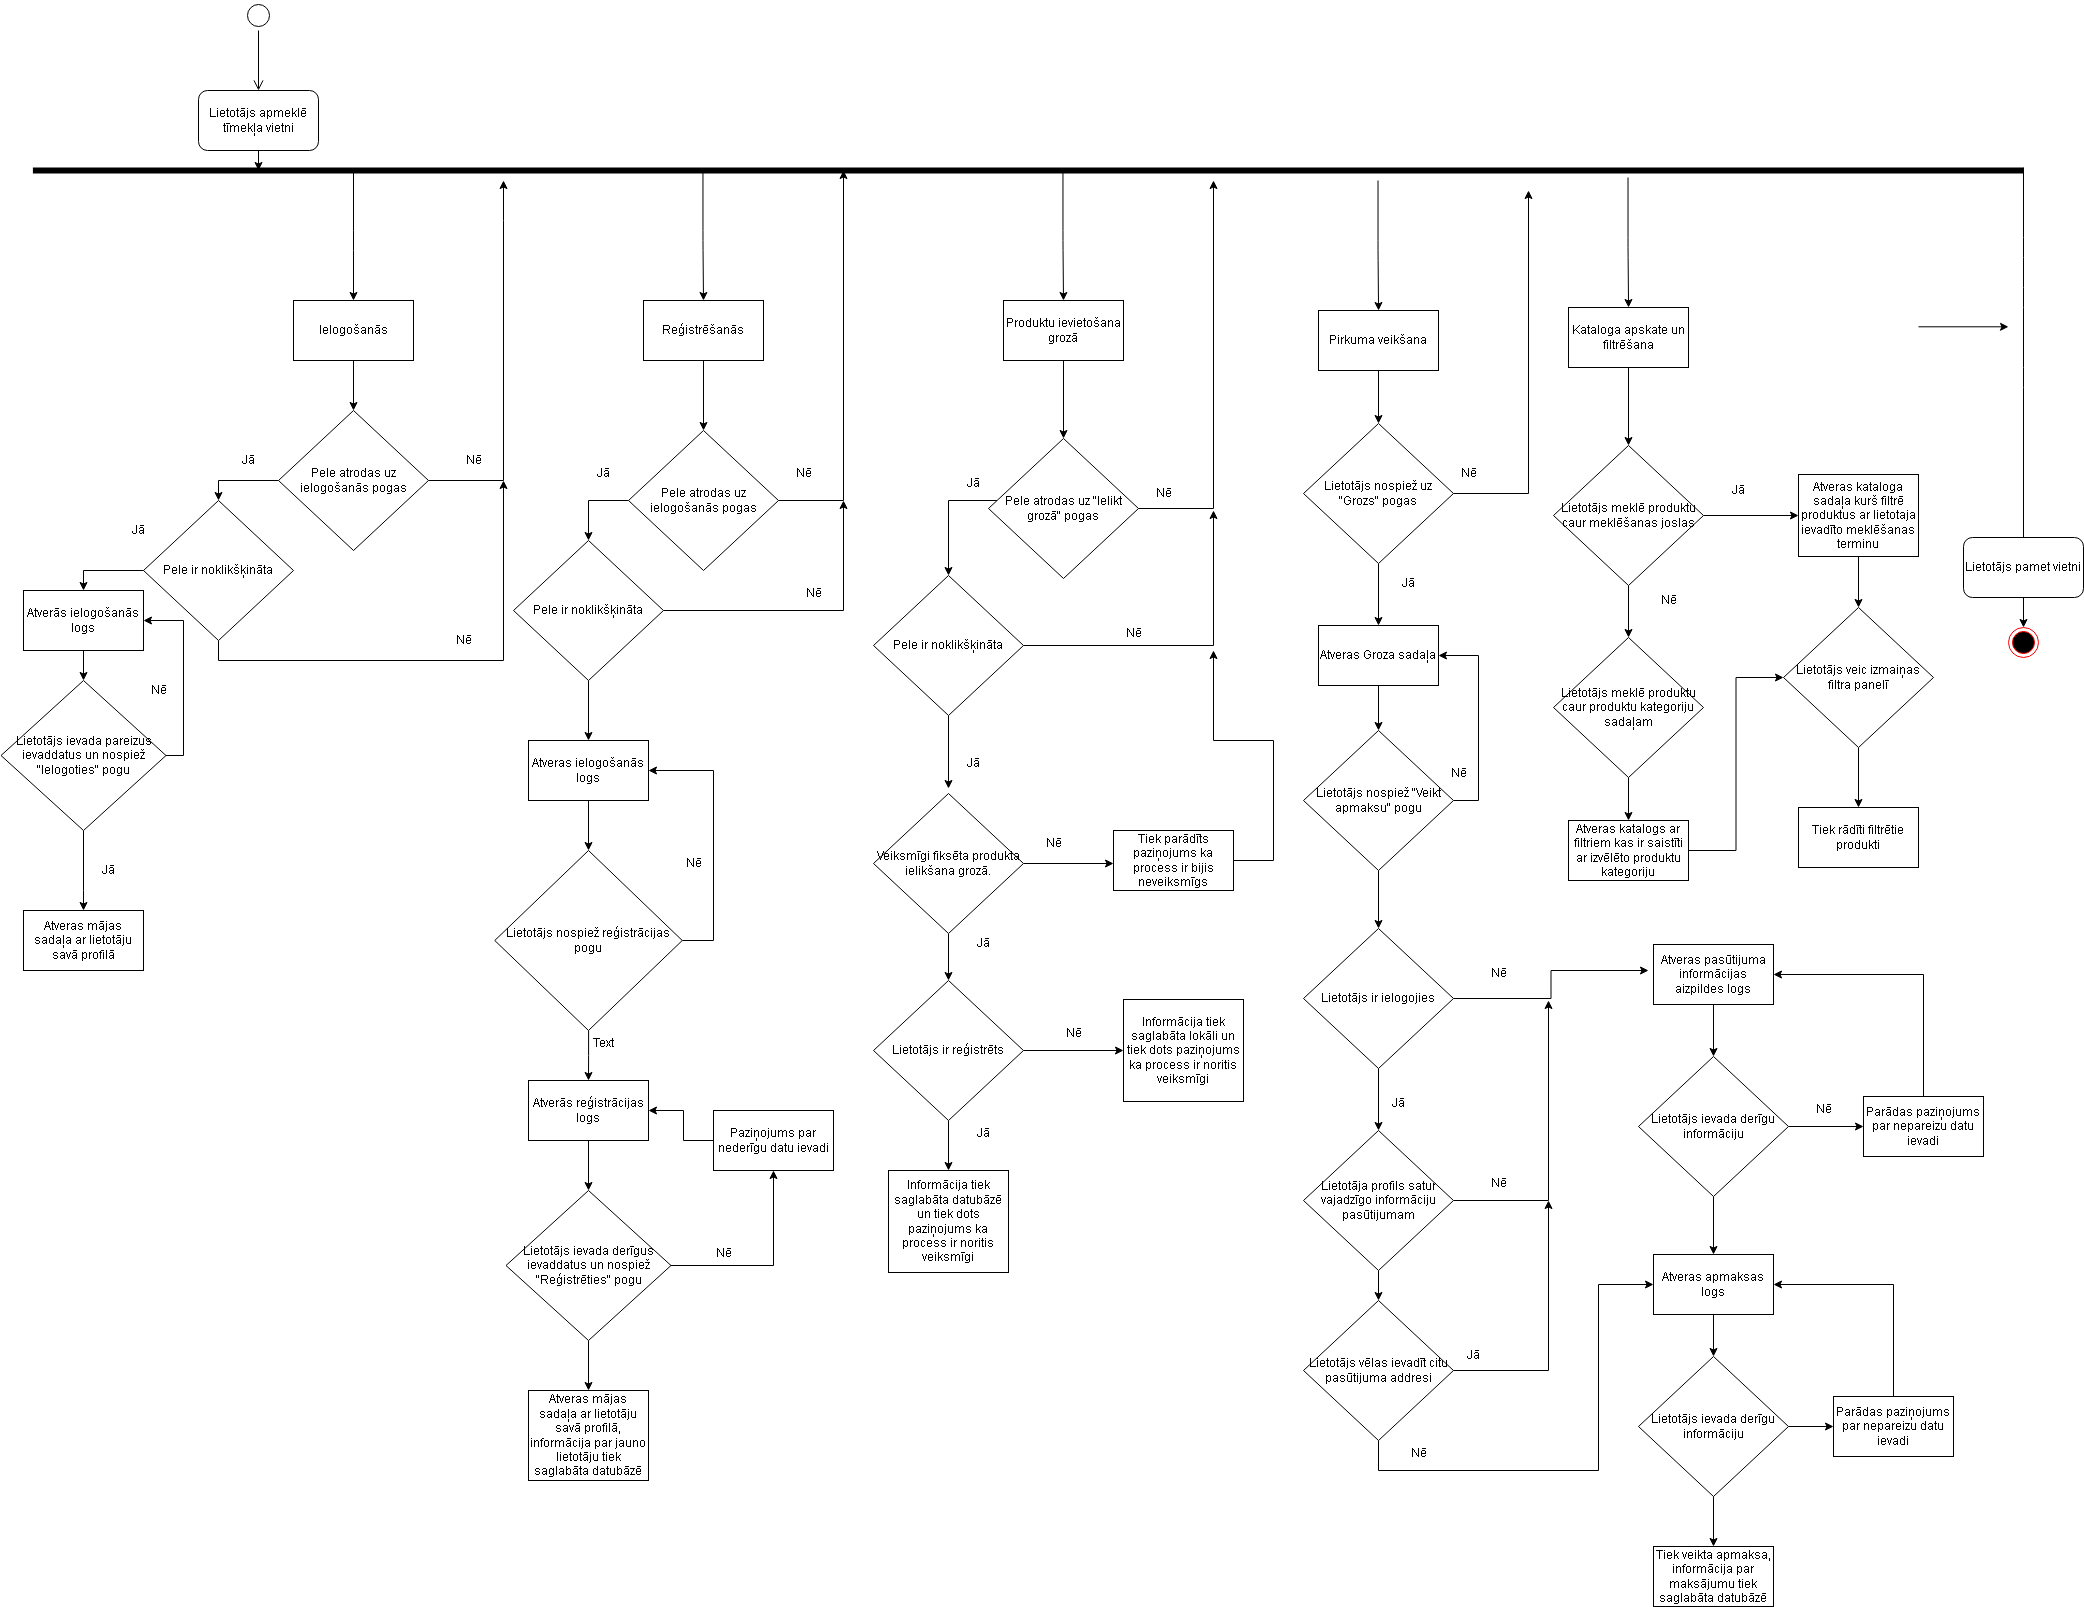 Lietotājs apmeklē
tīmekļa vietni
Ielogošanās
Jā
Pele atrodas uz
ielogošanās pogas
Nē
Jā
Pele ir noklikšķināta
Nē
Atverās ielogošanās
logs
Nē
Lietotājs ievada pareizus
ievaddatus un nospiež
"Ielogoties" pogu
Jā
Atveras mājas
sadaļa ar lietotāju
savā profilā
Reģistrēšanās
Jā
Pele atrodas uz
ielogošanās pogas
Nē
Pele ir noklikšķināta
Nē
Atveras ielogošanās
logs
Nē
Lietotājs nospiež reģistrācijas
pogu
Text
Atverās reģistrācijas
logs
Paziņojums par
nederīgu datu ievadi
Lietotājs ievada derīgus
ievaddatus un nospiež
"Reģistrēties" pogu
Nē
Atveras mājas
sadaļa ar lietotāju
savā profilā,
informācija par jauno
lietotāju tiek
saglabāta datubāzē
Produktu ievietošana
grozā
Jā
Pele atrodas uz "Ielikt
grozā" pogas
Nē
Pele ir noklikšķināta
Nē
Jā
Veiksmīgi fiksēta produkta
ielikšana grozā.
Nē
Tiek parādīts
paziņojums ka
process ir bijis
neveiksmīgs
Jā
Lietotājs ir reģistrēts
Nē
Informācija tiek
saglabāta lokāli un
tiek dots paziņojums
ka process ir noritis
veiksmīgi
Jā
Informācija tiek
saglabāta datubāzē
un tiek dots
paziņojums ka
process ir noritis
veiksmīgi
Pirkuma veikšana
Lietotājs nospiež uz
"Grozs" pogas
Nē
Jā
Atveras Groza sadaļa
Lietotājs nospiež "Veikt
apmaksu" pogu
Nē
Lietotājs ir ielogojies
Nē
Jā
Lietotāja profils satur
vajadzīgo informāciju
pasūtijumam
Nē
Lietotājs vēlas ievadīt citu
pasūtijuma addresi
Jā
Nē
Atveras pasūtijuma
informācijas
aizpildes logs
Lietotājs ievada derīgu
informāciju
Nē
Parādas paziņojums
par nepareizu datu
ievadi
Atveras apmaksas
logs
Lietotājs ievada derīgu
informāciju
Parādas paziņojums
par nepareizu datu
ievadi
Tiek veikta apmaksa,
informācija par
maksājumu tiek
saglabāta datubāzē
Kataloga apskate un
filtrēšana
Lietotājs meklē produktu
caur meklēšanas joslas
Jā
Atveras kataloga
sadaļa kurš filtrē
produktus ar lietotaja
ievadīto meklēšanas
terminu
Nē
Lietotājs meklē produktu
caur produktu kategoriju
sadaļam
Lietotājs veic izmaiņas
filtra panelī
Atveras katalogs ar
filtriem kas ir saistīti
ar izvēlēto produktu
kategoriju
Tiek rādīti filtrētie
produkti
Lietotājs pamet vietni